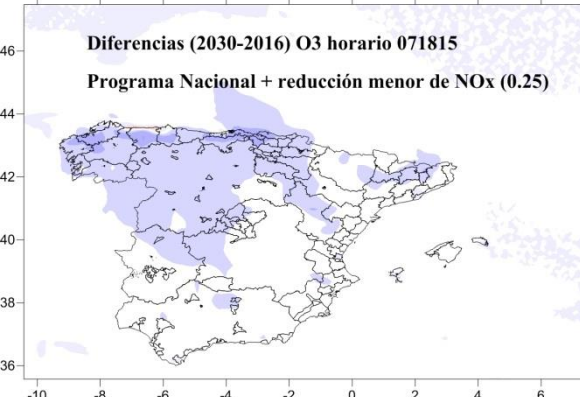 Diferencias (2030-2016) O3 horario 071815
Programa Nacional + reducción menor de NOx (0.25)
46
44
42
40
38
36
-10 -8 -6 -4 -2 0 2 4 6